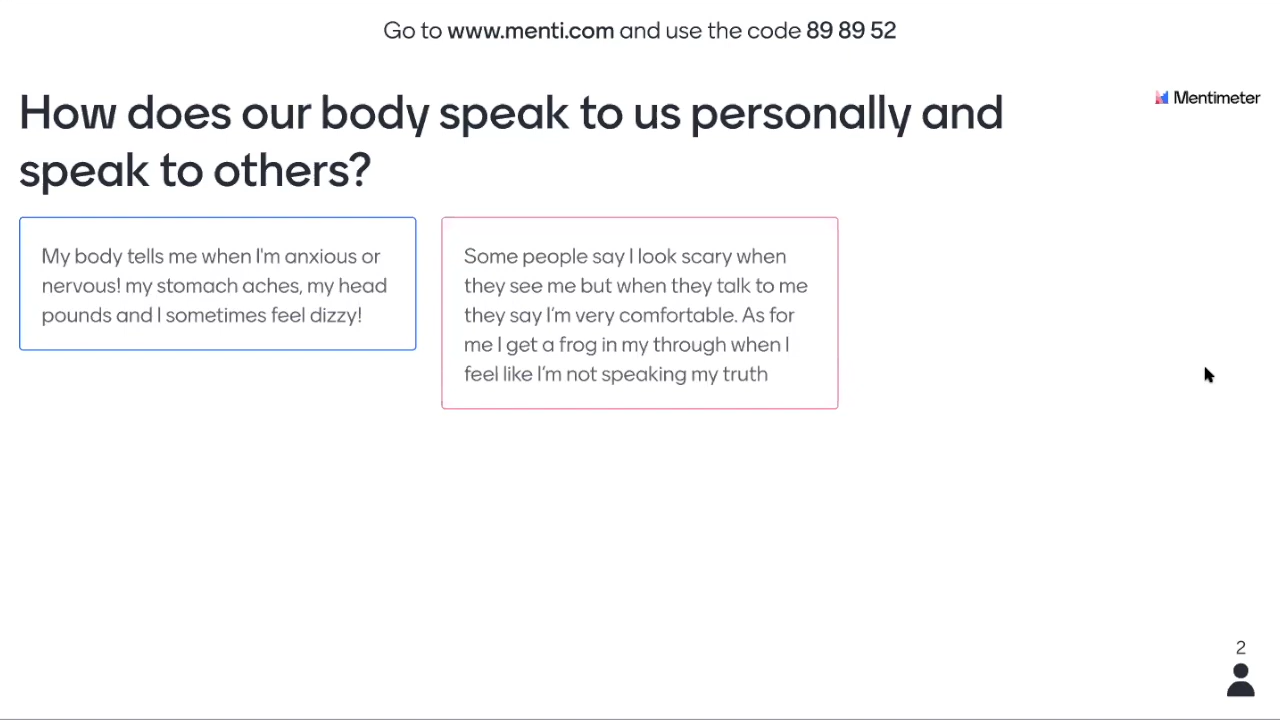 Go to www.menti.com and use the code 89 89 52
How does our body speak to us personally and
speak to others?
Mentimeter
My body tells me when I'm anxious or
nervous! my stomach aches, my head
pounds and I sometimes feel dizzy!
Some people say I look scary when
they see me but when they talk to me
they say I'm very comfortable. As for
me I get a frog in my through when I
feel like I'm not speaking my truth
2